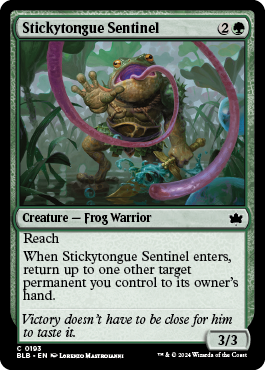 Stickytongue Sentinel 2
Creature — Frog Warrior
Reach
When Stickytongue Sentinel enters,
return up to one other target
permanent you control to its owner's
hand.
Victory doesn't have to be close for him
to taste it.
3/3
C 0193
BLB • EN Lorenzo Mastroianni
™ & © 2024 Wizards of the Coast